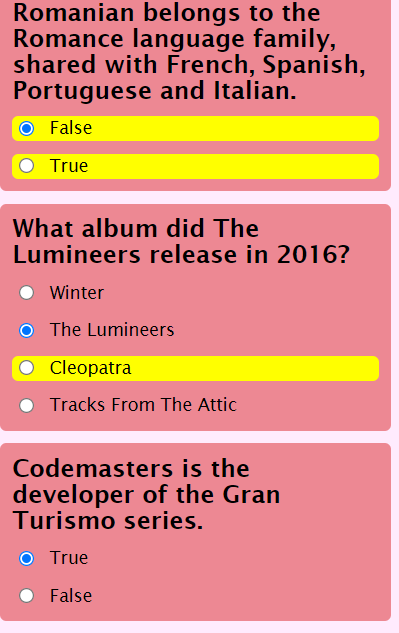 Romanian belongs to the
Romance language family,
shared with French, Spanish,
Portuguese and Italian.
False
True
What album did The
Lumineers release in 2016?
Winter
The Lumineers
Cleopatra
Tracks From The Attic
Codemasters is the
developer of the Gran
Turismo series.
True
False